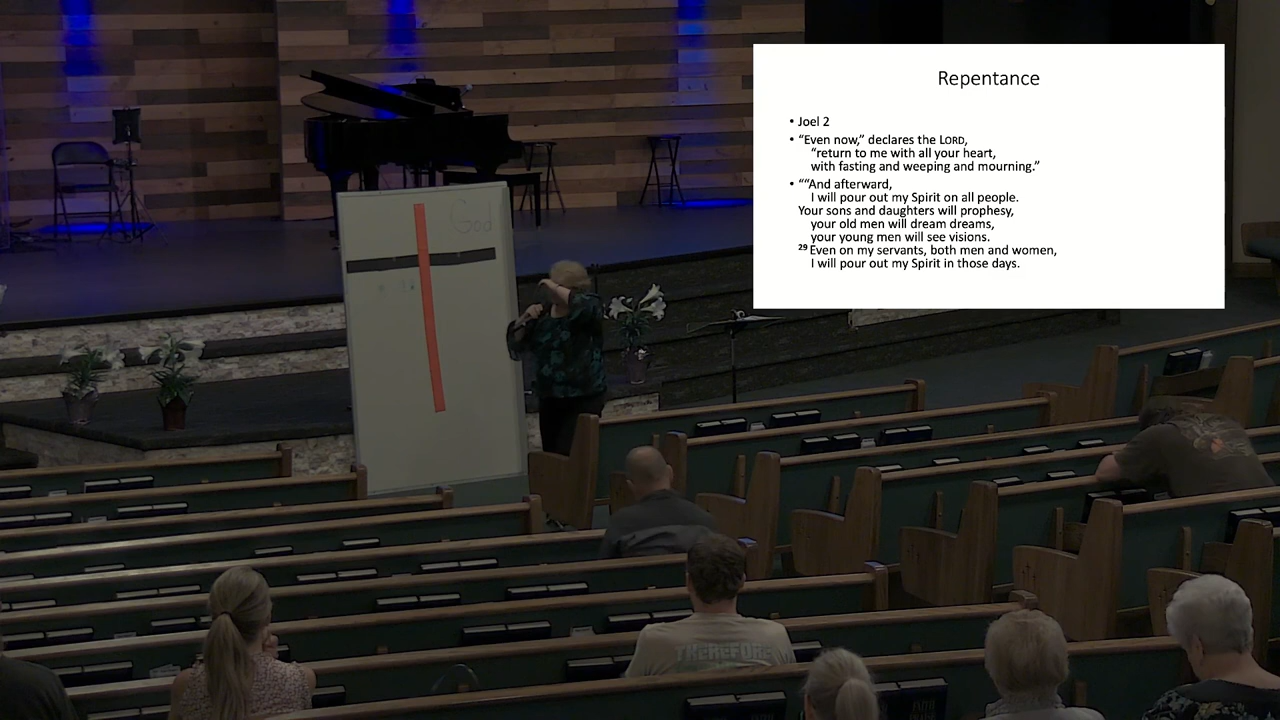 God
Repentance
• Joel 2
• “Even now,” declares the LORD,
“return to me with all your heart,
with fasting and weeping and mourning.”
• ““And afterward,
I will pour out my Spirit on all people.
Your sons and daughters will prophesy,
your old men will dream dreams,
your young men will see visions.
29 Even on my servants, both men and women,
I will pour out my Spirit in those days.
THEREFORE